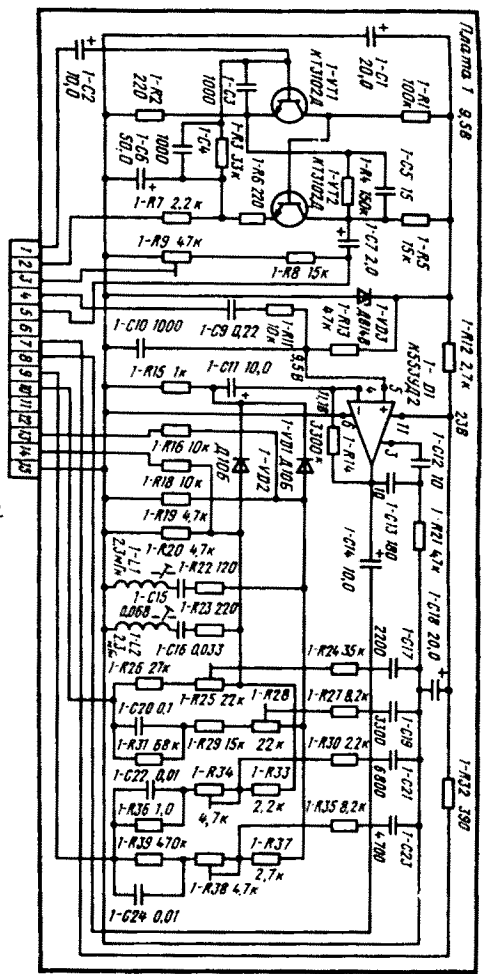 Плата 1 9,5В
1-C1
20,0
1-R1
100к
1-C2
10,0
1-VT1
КТ3102Д
1-C3
1000
1-R2
220
1-C5 15
1-R4 150к
1-VT2
КТ3102Д
1-R5
15к
1-R3 33к
1-C4
1000
1-C6
50,0
1-R6 220
1-R7 2,2к
1-C7 2,0
1-R9 47к
1-R8 15к
1-VD3
Д814Б
1-R13
4,7к
1-R12 2,7к
1-R11
10к
1-C9 0,22
1-C10 1000
9,5В
1-D1
К553УД2
23В
4
5
6
11
3
10
1-C11 10,0
1-R15 1к
1-R14
3300к
1-C12 10
1-C13 180
1-R21 47к
1-C14 10,0
1-C18 20,0
1-R16 10к
1-R18 10к
1-R19 4,7к
1-R20 4,7к
Д106
1-VD2
1-VD1 Д106
1-L1
1-R22 120
1-C15
0,068
1-R23 220
1-L2
1-C16 0,033
1-R26 27к
1-R25 22к
1-R24 35к
1-C17
2200
1-C20 0,1
1-R28
22к
1-R27 8,2к
1-C19
3300
1-R31 68к
1-R29 15к
1-R30 2,2к
1-C21
6800
1-C22 0,01
1-R34
4,7к
1-R33
2,2к
1-R32 390
1-R36 1,0
1-R35 8,2к
1-C23
4700
1-R39 470к
1-R37
2,7к
1-R38 4,7к
1-C24 0,01
1
2
3
4
5
6
7
8
9
10
11
12
13
14
15